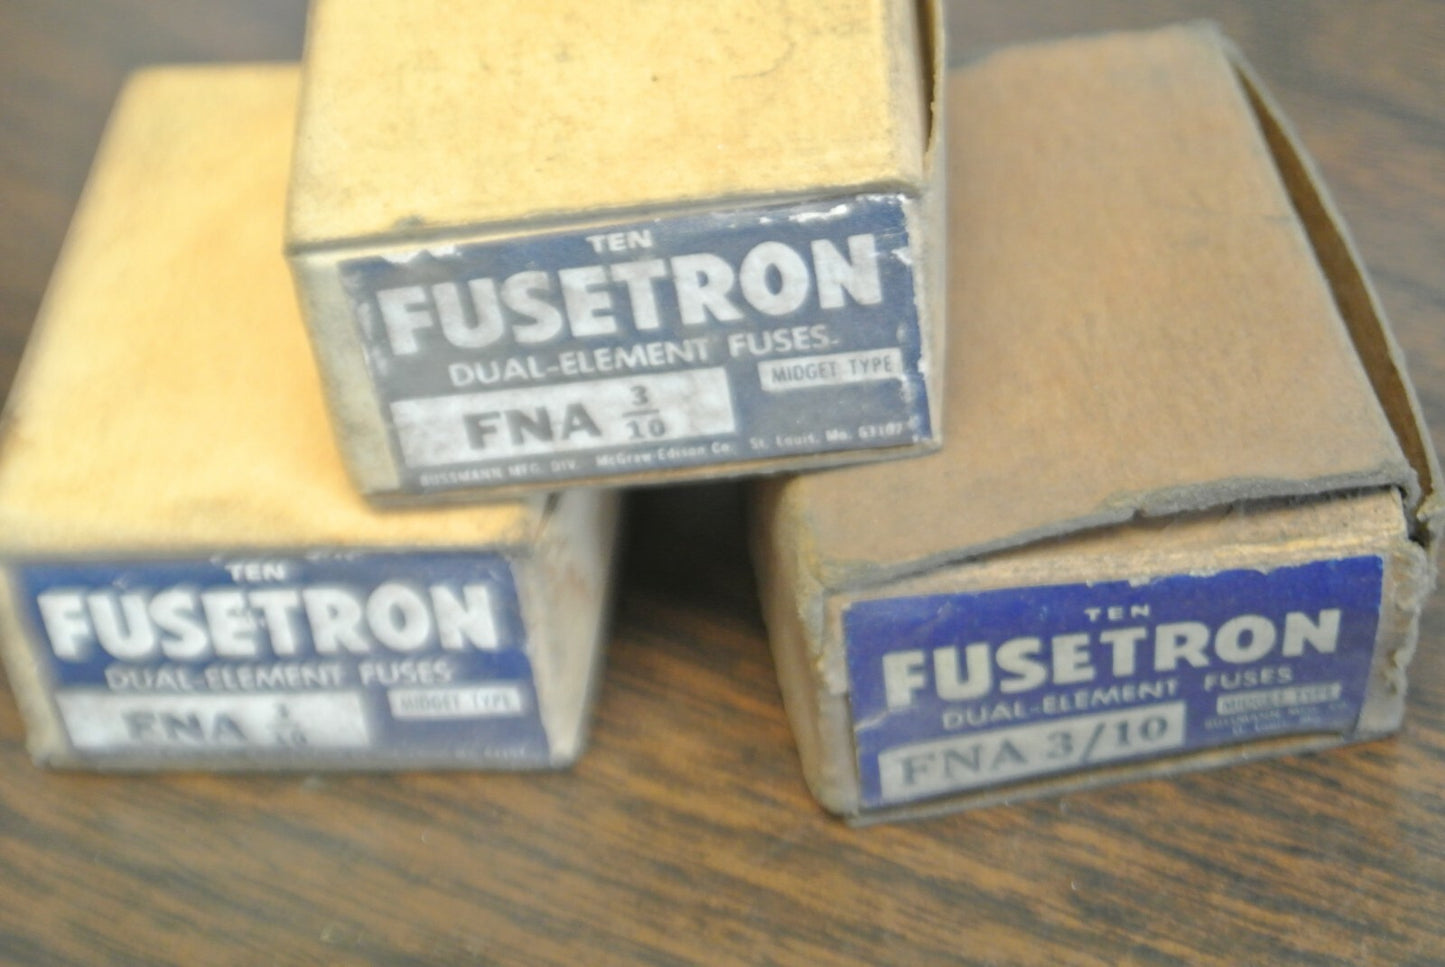 TEN
FUSETRON
DUAL-ELEMENT FUSES
MIDGET TYPE
FNA 3/10
BUSSMANN MFG. DIV. McGraw-Edison Co. St. Louis, Mo. 63107
TEN
FUSETRON
DUAL-ELEMENT FUSES
MIDGET TYPE
FNA 3/10
TEN
FUSETRON
DUAL-ELEMENT FUSES
MIDGET TYPE
BUSSMANN MFG.
FNA 3/10